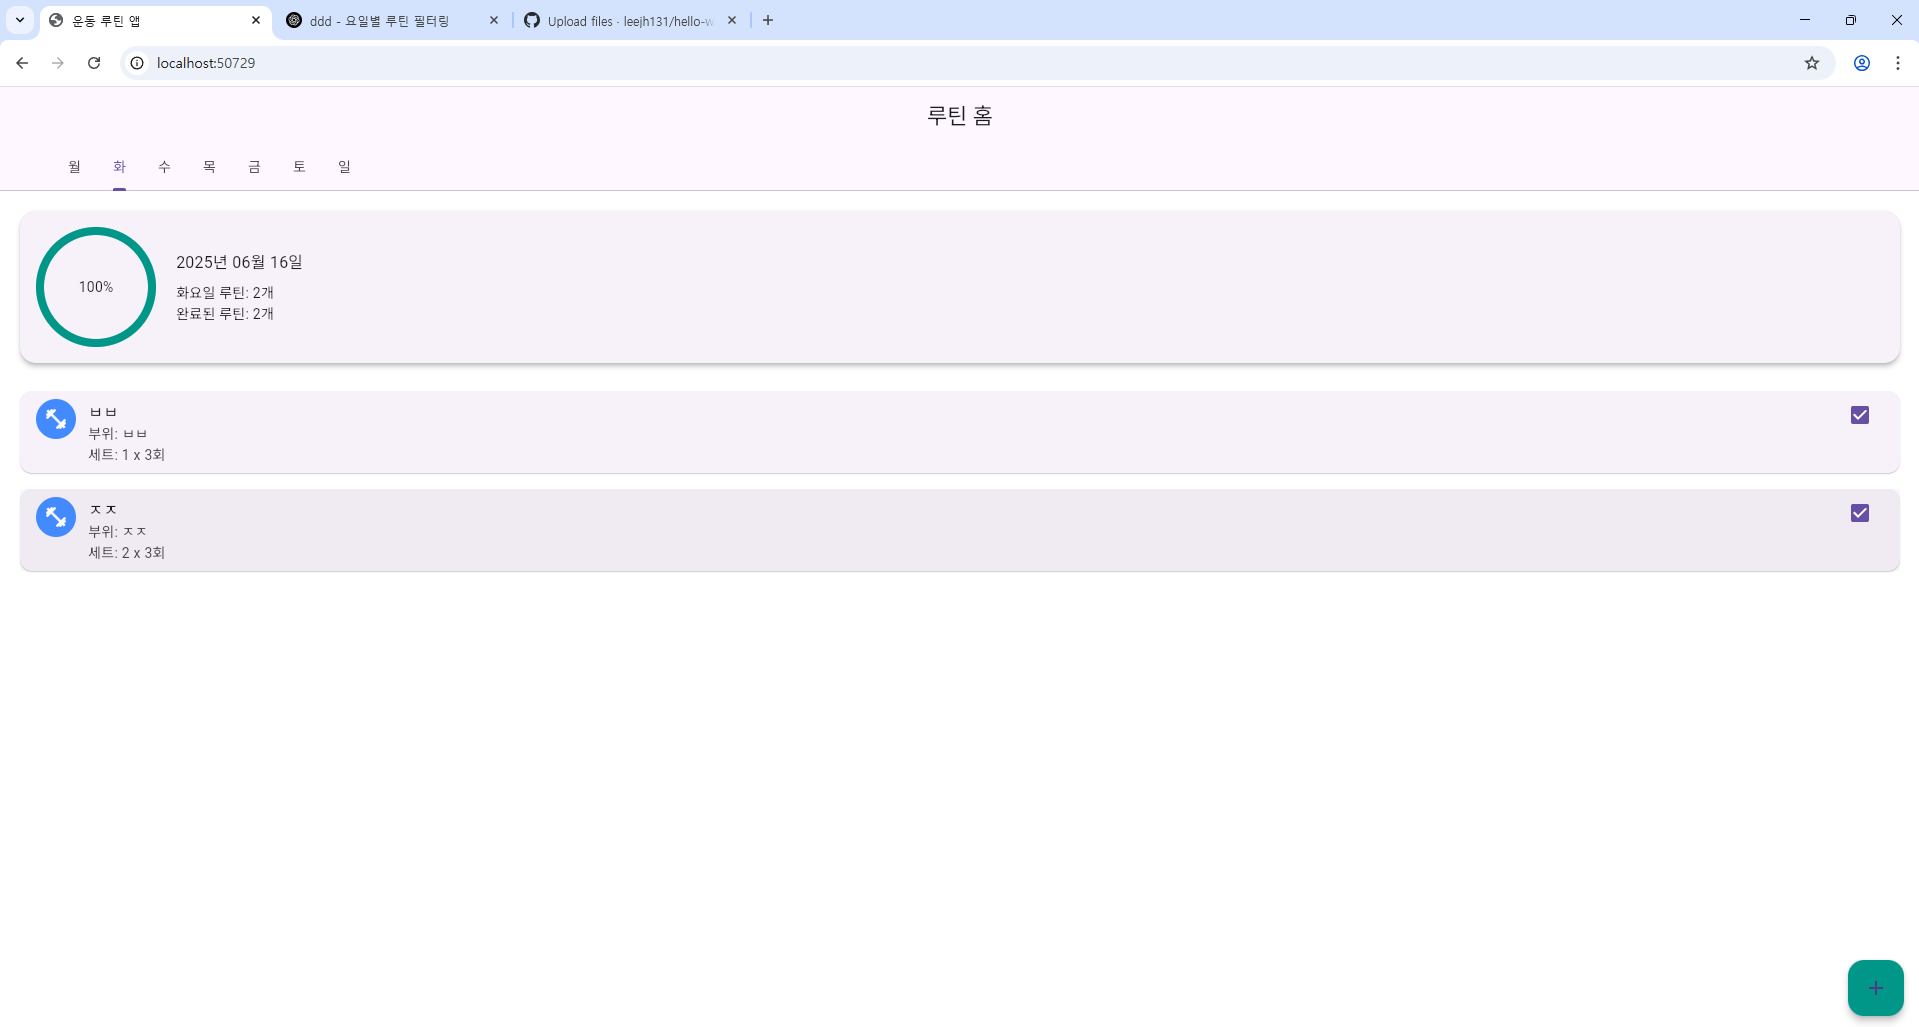 운동 루틴 앱
ddd - 요일별 루틴 필터링
Upload files · leejh131/hello-w
localhost:50729
루틴 홈
월 화 수 목 금 토 일
100%
2025년 06월 16일
화요일 루틴: 2개
완료된 루틴: 2개
ㅂㅂ
부위: ㅂㅂ
세트: 1 x 3회
ㅈㅈ
부위: ㅈㅈ
세트: 2 x 3회